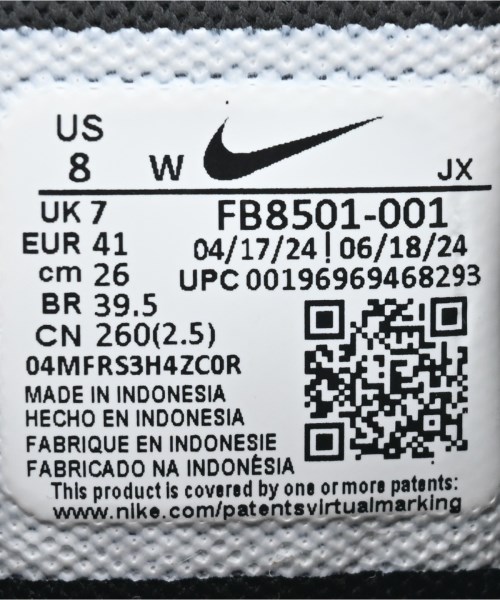 US
8 W JX
UK 7 FB8501-001
EUR 41 04/17/24 | 06/18/24
cm 26 UPC 00196969468293
BR 39.5
CN 260(2.5)
04MFRS3H4ZC0R
MADE IN INDONESIA
HECHO EN INDONESIA
FABRIQUE EN INDONESIE
FABRICADO NA INDONÉSIA
This product is covered by one or more patents:
www.nike.com/patentsvirtualmarking